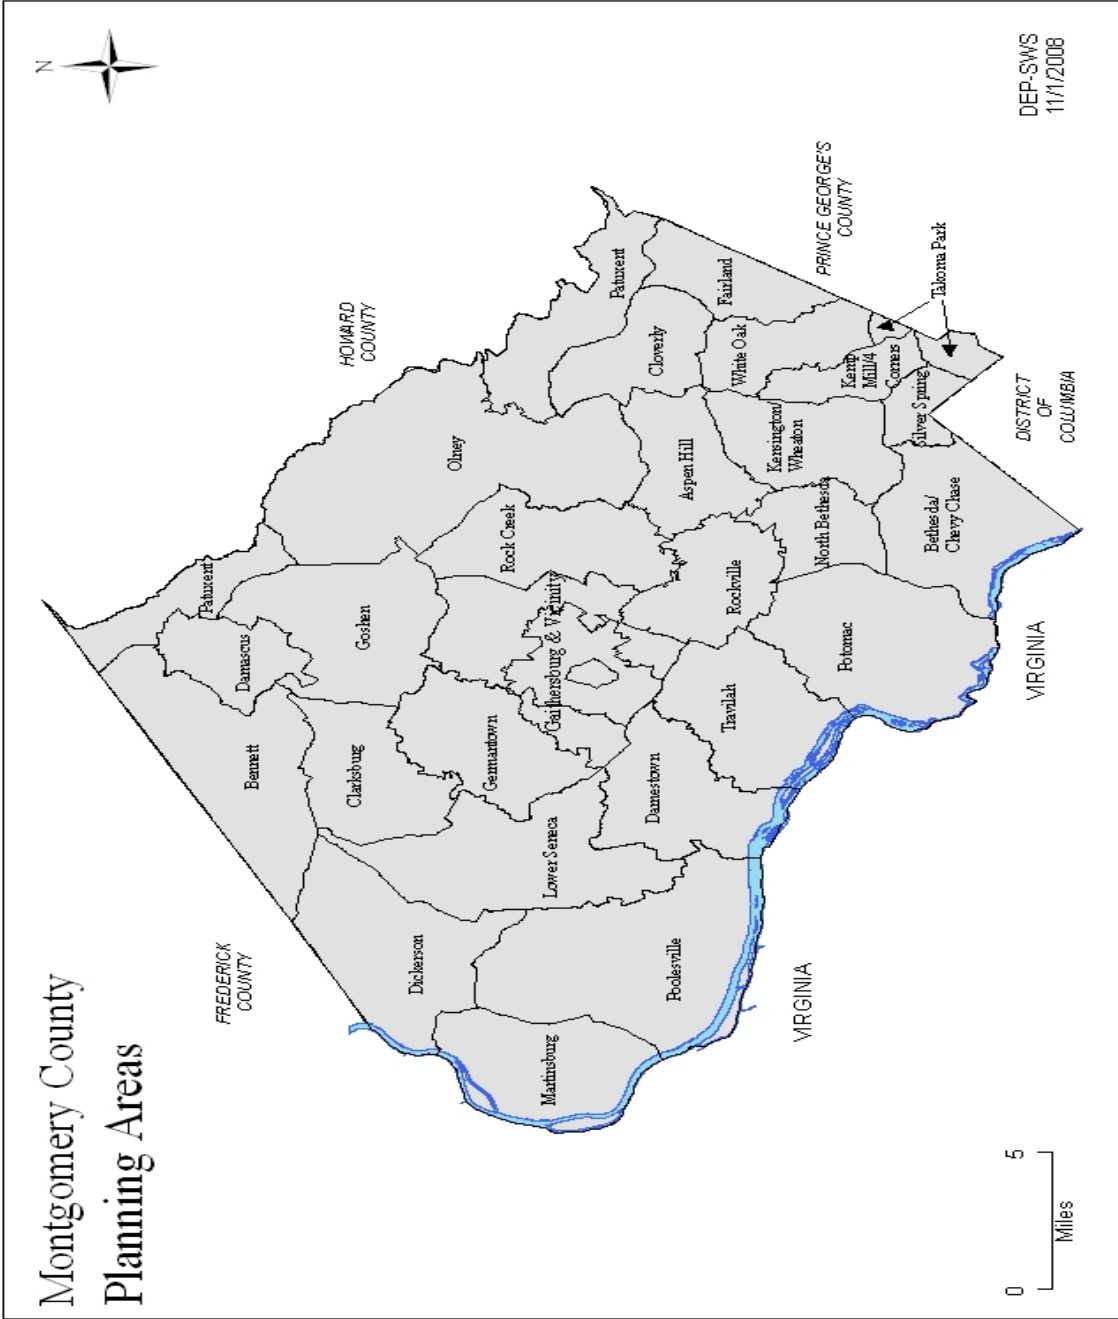 Montgomery County
Planning Areas
N
FREDERICK
COUNTY
HOWARD
COUNTY
PRINCE GEORGE'S
COUNTY
DISTRICT
OF
COLUMBIA
VIRGINIA
VIRGINIA
Patuxent
Damascus
Bennett
Goshen
Clarksburg
Olney
Rock Creek
Germantown
Gaithersburg & Vicinity
Lower Seneca
Dickerson
Martinsburg
Poolesville
Darnestown
Travilah
Potomac
Rockville
Aspen Hill
Cloverly
Patuxent
Fairland
White Oak
Kensington/
Wheaton
Kemp
Mill/4
Corners
North Bethesda
Bethesda/
Chevy Chase
Silver Spring
Takoma Park
0
5
Miles
DEP-SWS
11/1/2008